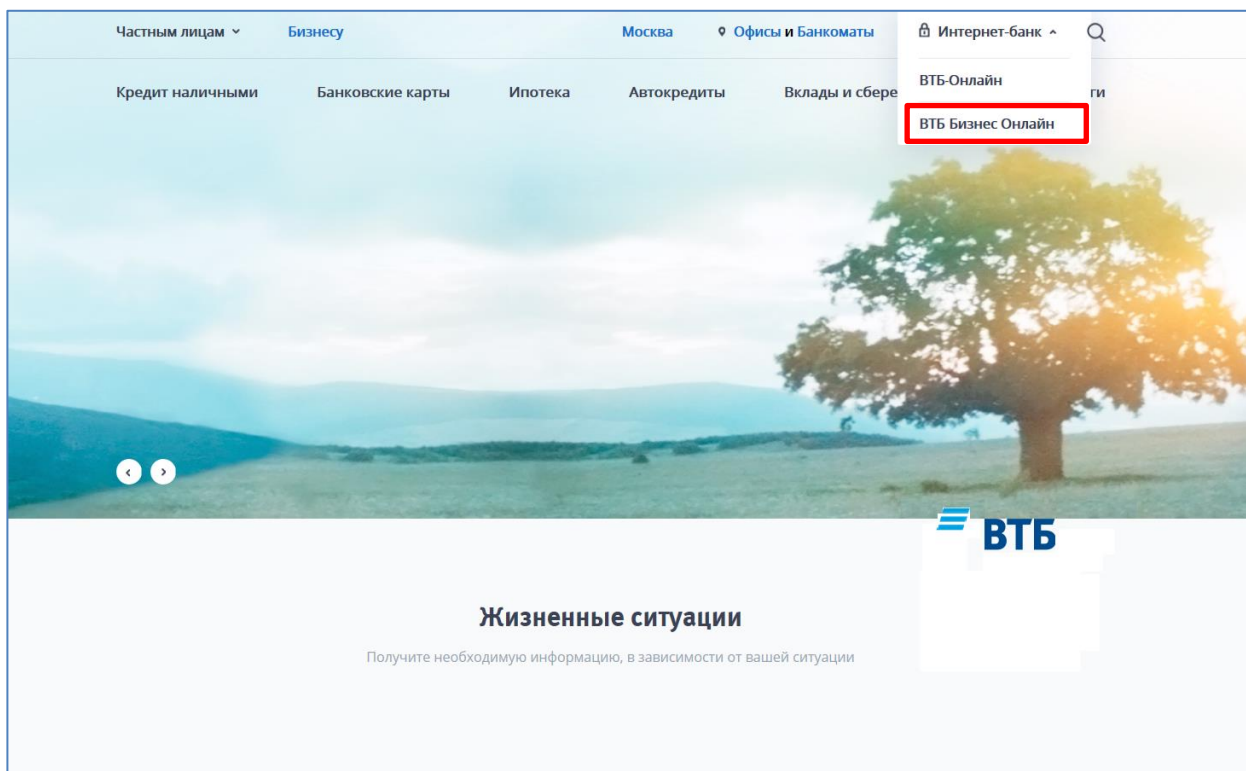 Частным лицам Бизнесу Москва Офисы и Банкоматы Интернет-банк
Кредит наличными Банковские карты Ипотека Автокредиты Вклады и сбере ти
ВТБ-Онлайн
ВТБ Бизнес Онлайн
ВТБ
Жизненные ситуации
Получите необходимую информацию, в зависимости от вашей ситуации